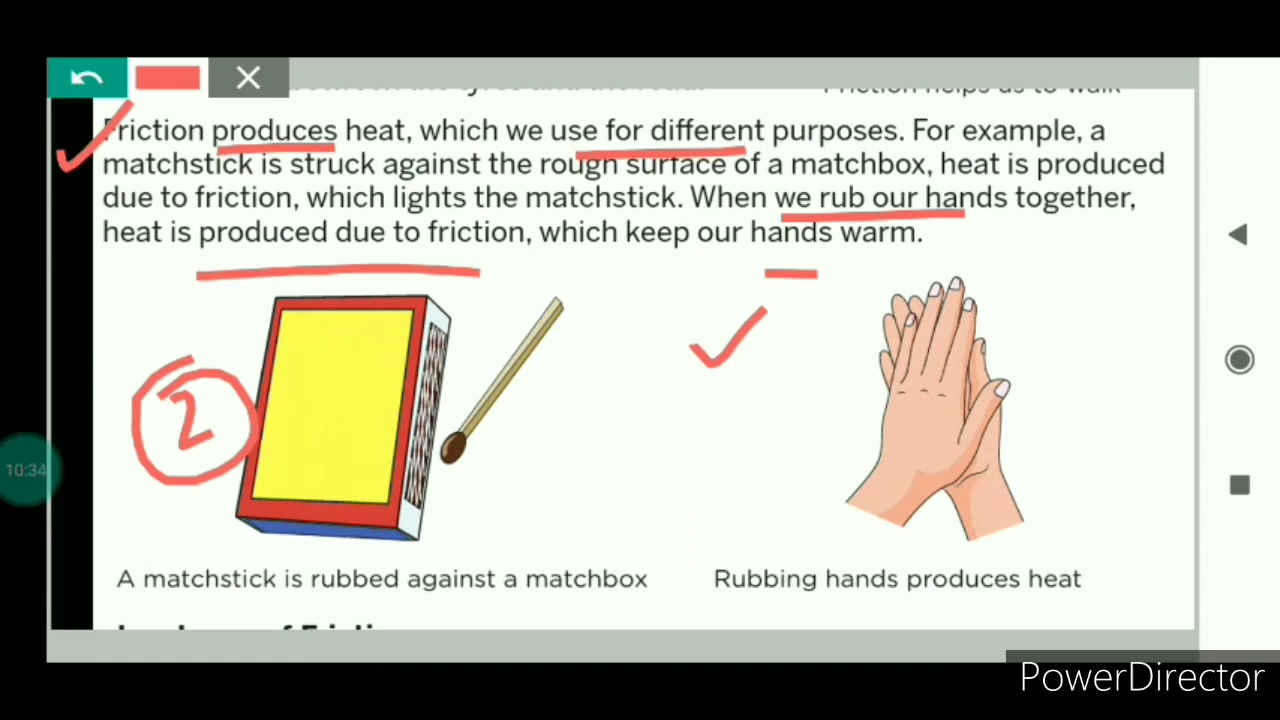 Friction helps us to walk
Friction produces heat, which we use for different purposes. For example, a
matchstick is struck against the rough surface of a matchbox, heat is produced
due to friction, which lights the matchstick. When we rub our hands together,
heat is produced due to friction, which keep our hands warm.
2
10:34
A matchstick is rubbed against a matchbox
Rubbing hands produces heat
PowerDirector